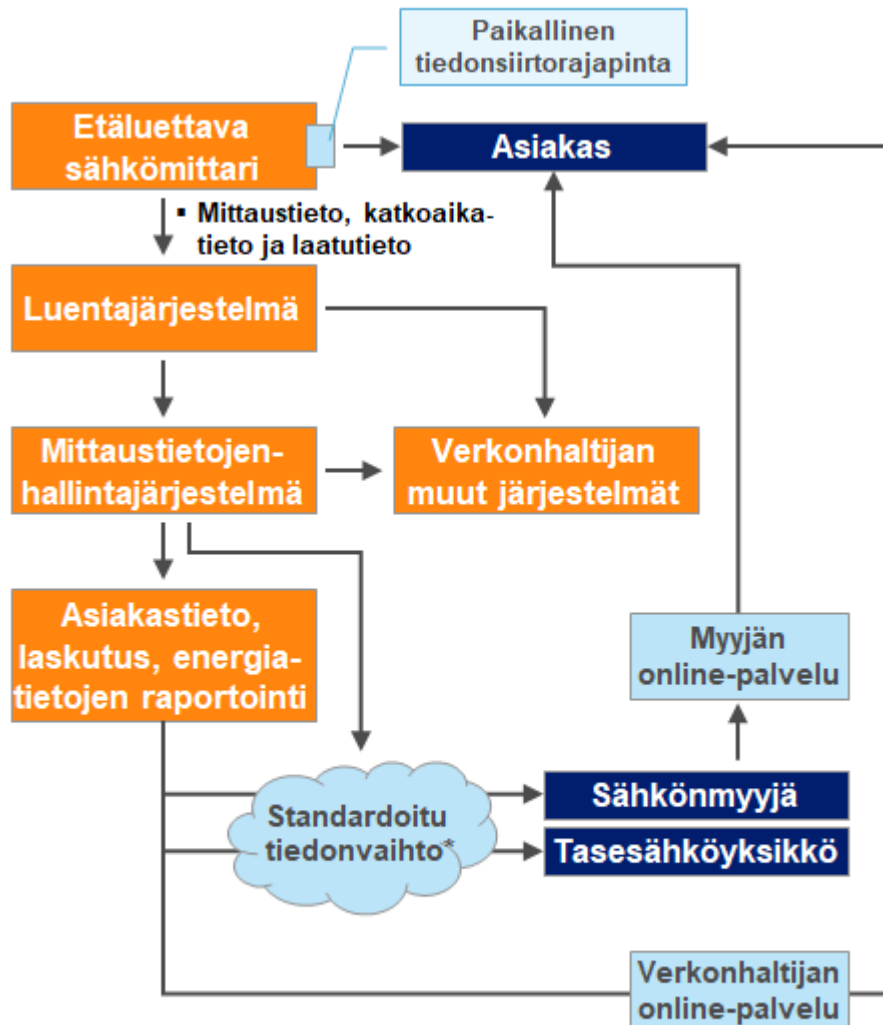 Paikallinen
tiedonsiirtorajapinta
Etäluettava
sähkömittari
Asiakas
▪ Mittaustieto, katkoaika-
tieto ja laatutieto
Luentajärjestelmä
Mittaustietojen-
hallintajärjestelmä
Verkonhaltijan
muut järjestelmät
Asiakastieto,
laskutus, energia-
tietojen raportointi
Myyjän
online-palvelu
Standardoitu
tiedonvaihto*
Sähkönmyyjä
Tasesähköyksikkö
Verkonhaltijan
online-palvelu